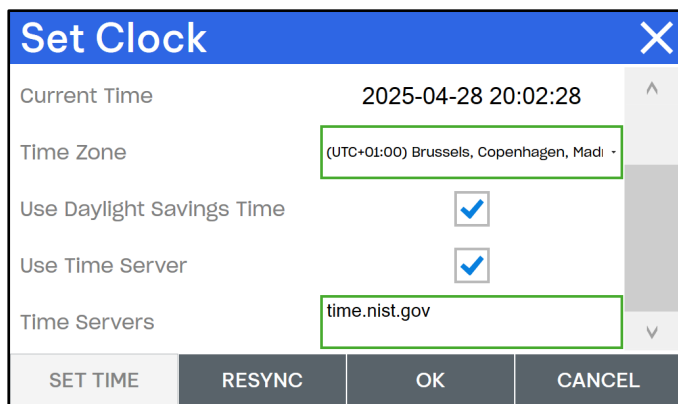 Set Clock
Current Time 2025-04-28 20:02:28
Time Zone (UTC+01:00) Brussels, Copenhagen, Madri
Use Daylight Savings Time
Use Time Server
Time Servers time.nist.gov
SET TIME RESYNC OK CANCEL